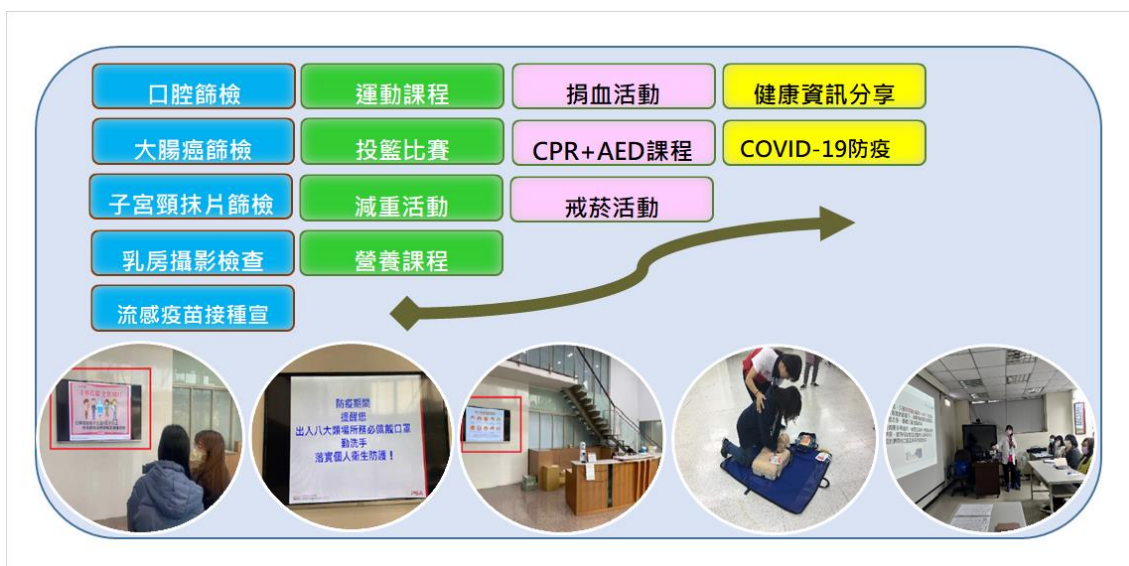 口腔篩檢
運動課程
捐血活動
健康資訊分享
大腸癌篩檢
投籃比賽
CPR+AED課程
COVID-19防疫
子宮頸抹片篩檢
減重活動
戒菸活動
乳房攝影檢查
營養課程
流感疫苗接種宣
防疫期間
提醒您
出入八大類場所務必佩戴口罩
勤洗手
落實個人衛生防護！